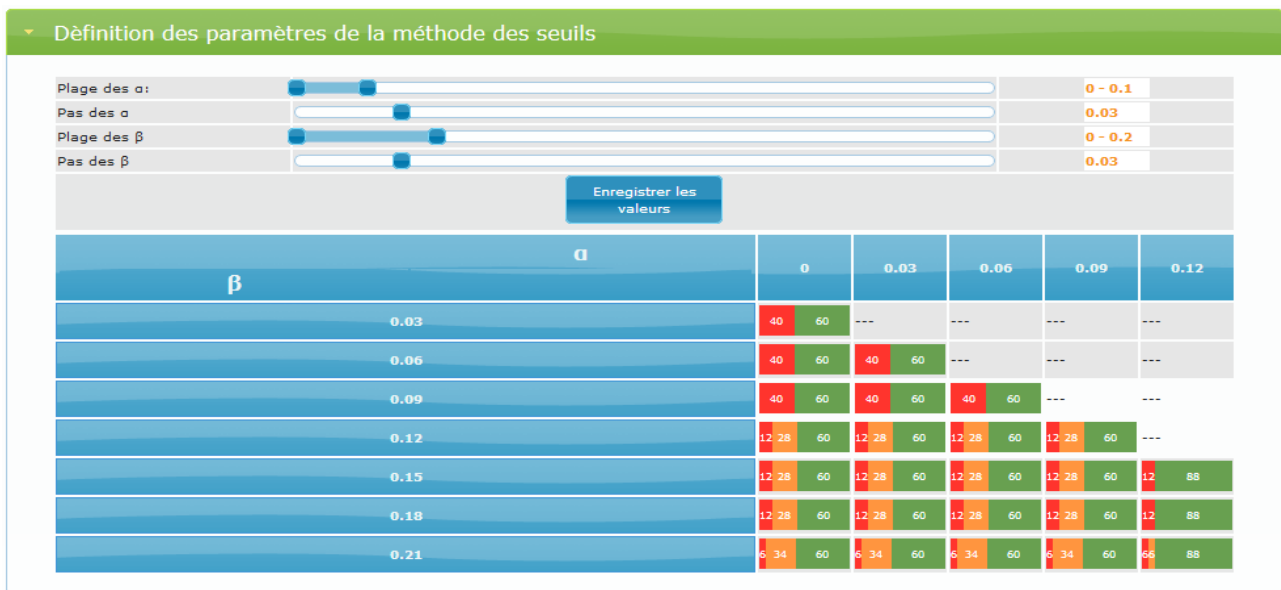 Dèfinition des paramètres de la méthode des seuils
Plage des α: 0 - 0.1
Pas des α 0.03
Plage des β 0 - 0.2
Pas des β 0.03
Enregistrer les
valeurs
α
β 0 0.03 0.06 0.09 0.12
0.03 40 60 --- --- --- ---
0.06 40 60 40 60 --- --- ---
0.09 40 60 40 60 40 60 --- ---
0.12 12 28 60 12 28 60 12 28 60 12 28 60 ---
0.15 12 28 60 12 28 60 12 28 60 12 28 60 12 88
0.18 12 28 60 12 28 60 12 28 60 12 28 60 12 88
0.21 6 34 60 6 34 60 6 34 60 6 34 60 6 6 88